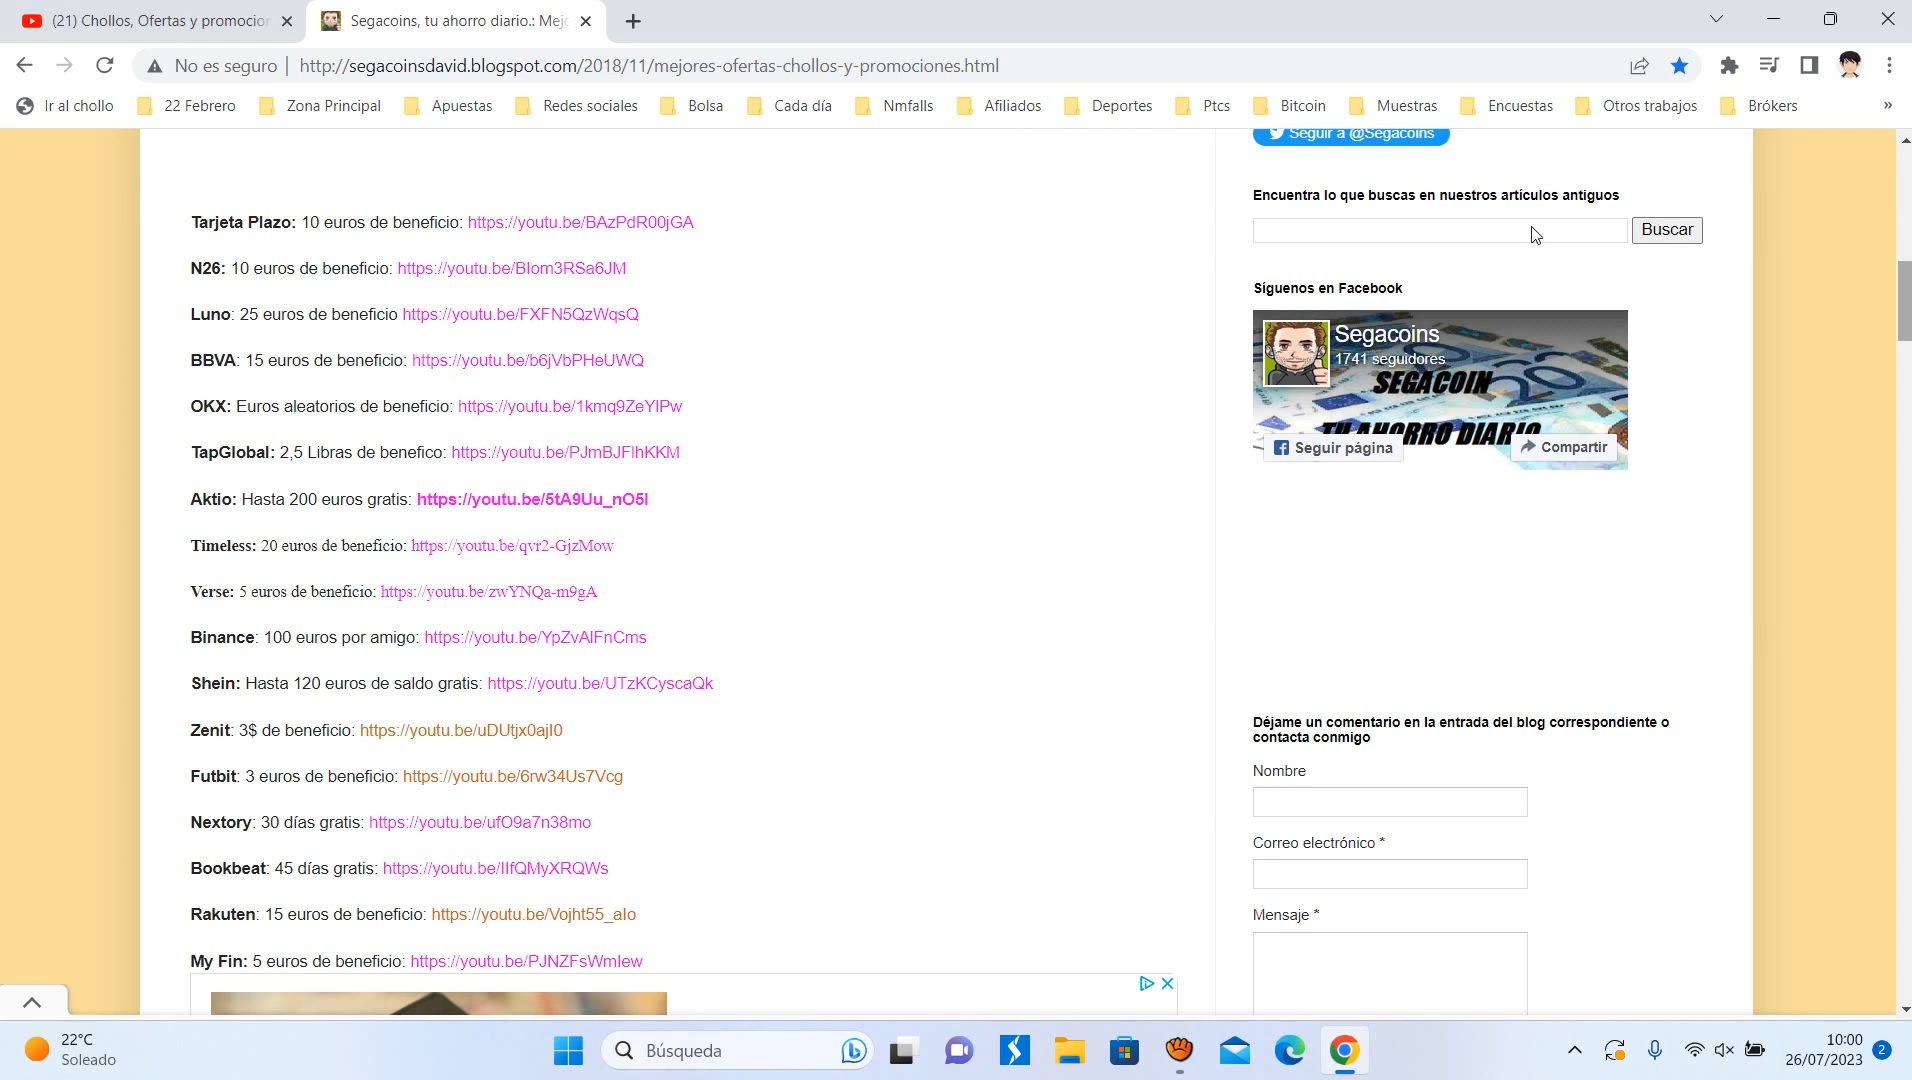 (21) Chollos, Ofertas y promocion
Segacoins, tu ahorro diario.: Mejo
No es seguro | http://segacoinsdavid.blogspot.com/2018/11/mejores-ofertas-chollos-y-promociones.html
Ir al chollo 22 Febrero Zona Principal Apuestas Redes sociales Bolsa Cada día Nmfalls Afiliados Deportes Ptcs Bitcoin Muestras Encuestas Otros trabajos Brókers »
Seguir a @Segacoins
Encuentra lo que buscas en nuestros artículos antiguos
Buscar
Síguenos en Facebook
Segacoins
1741 seguidores
SEGACOIN
TU AHORRO DIARIO
Seguir página
Compartir
Déjame un comentario en la entrada del blog correspondiente o
contacta conmigo
Nombre
Correo electrónico *
Mensaje *
Tarjeta Plazo: 10 euros de beneficio: https://youtu.be/BAzPdR00jGA
N26: 10 euros de beneficio: https://youtu.be/BIom3RSa6JM
Luno: 25 euros de beneficio https://youtu.be/FXFN5QzWqsQ
BBVA: 15 euros de beneficio: https://youtu.be/b6jVbPHeUWQ
OKX: Euros aleatorios de beneficio: https://youtu.be/1kmq9ZeYIPw
TapGlobal: 2,5 Libras de benefico: https://youtu.be/PJmBJFlhKKM
Aktio: Hasta 200 euros gratis: https://youtu.be/5tA9Uu_nO5I
Timeless: 20 euros de beneficio: https://youtu.be/qvr2-GjzMow
Verse: 5 euros de beneficio: https://youtu.be/zwYNQa-m9gA
Binance: 100 euros por amigo: https://youtu.be/YpZvAlFnCms
Shein: Hasta 120 euros de saldo gratis: https://youtu.be/UTzKCyscaQk
Zenit: 3$ de beneficio: https://youtu.be/uDUtjx0ajI0
Futbit: 3 euros de beneficio: https://youtu.be/6rw34Us7Vcg
Nextory: 30 días gratis: https://youtu.be/ufO9a7n38mo
Bookbeat: 45 días gratis: https://youtu.be/IIfQMyXRQWs
Rakuten: 15 euros de beneficio: https://youtu.be/Vojht55_aIo
My Fin: 5 euros de beneficio: https://youtu.be/PJNZFsWmlew
22°C
Soleado
Búsqueda
10:00
26/07/2023
2